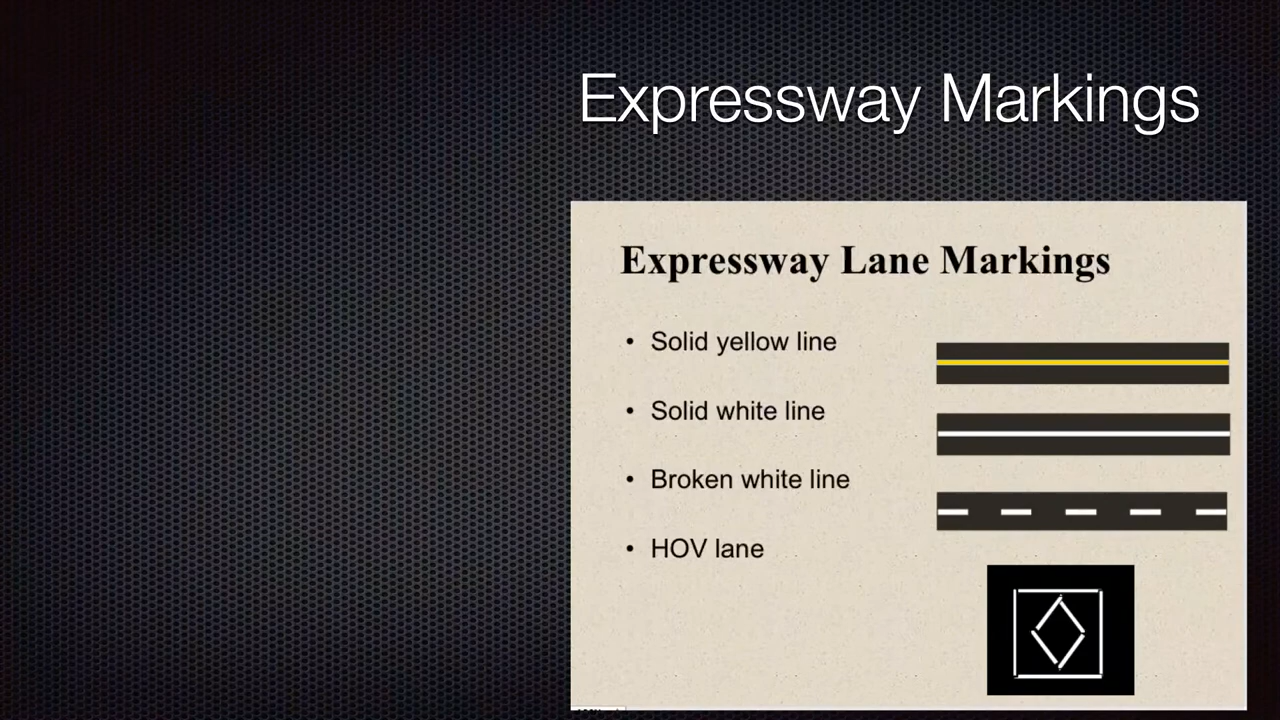 Expressway Markings
Expressway Lane Markings
• Solid yellow line
• Solid white line
• Broken white line
• HOV lane